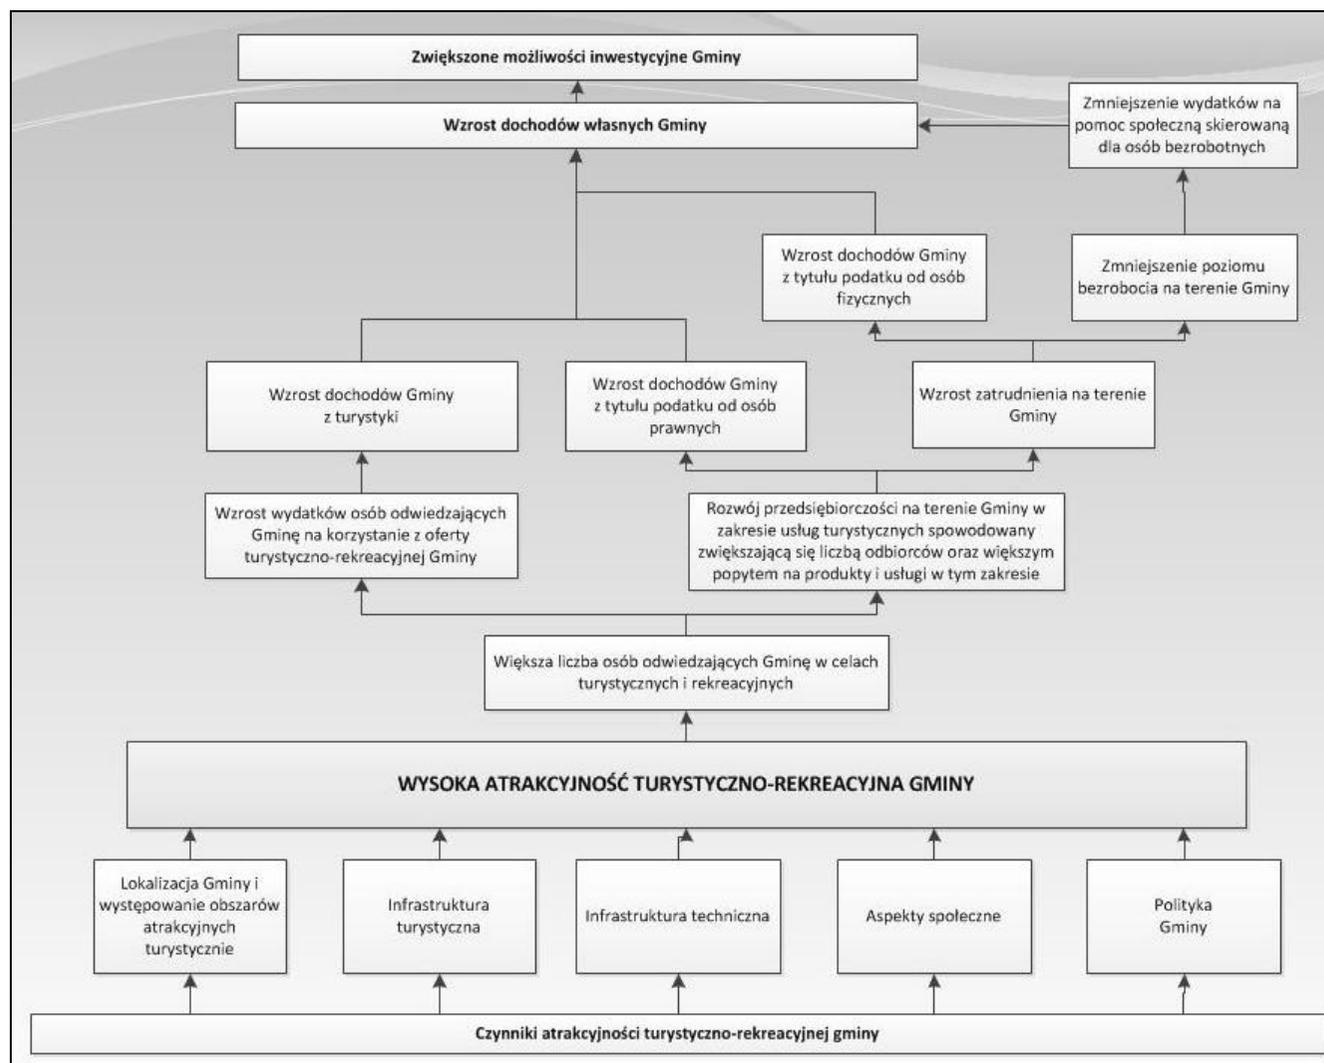 Zwiększone możliwości inwestycyjne Gminy
Wzrost dochodów własnych Gminy
Zmniejszenie wydatków na
pomoc społeczną skierowaną
dla osób bezrobotnych
Wzrost dochodów Gminy
z tytułu podatku od osób
fizycznych
Zmniejszenie poziomu
bezrobocia na terenie Gminy
Wzrost dochodów Gminy
z turystyki
Wzrost dochodów Gminy
z tytułu podatku od osób
prawnych
Wzrost zatrudnienia na terenie
Gminy
Wzrost wydatków osób odwiedzających
Gminę na korzystanie z oferty
turystyczno-rekreacyjnej Gminy
Rozwój przedsiębiorczości na terenie Gminy w
zakresie usług turystycznych spowodowany
zwiększającą się liczbą odbiorców oraz większym
popytem na produkty i usługi w tym zakresie
Większa liczba osób odwiedzających Gminę w celach
turystycznych i rekreacyjnych
WYSOKA ATRAKCYJNOŚĆ TURYSTYCZNO-REKREACYJNA GMINY
Lokalizacja Gminy i
występowanie obszarów
atrakcyjnych
turystycznie
Infrastruktura
turystyczna
Infrastruktura techniczna
Aspekty społeczne
Polityka
Gminy
Czynniki atrakcyjności turystyczno-rekreacyjnej gminy